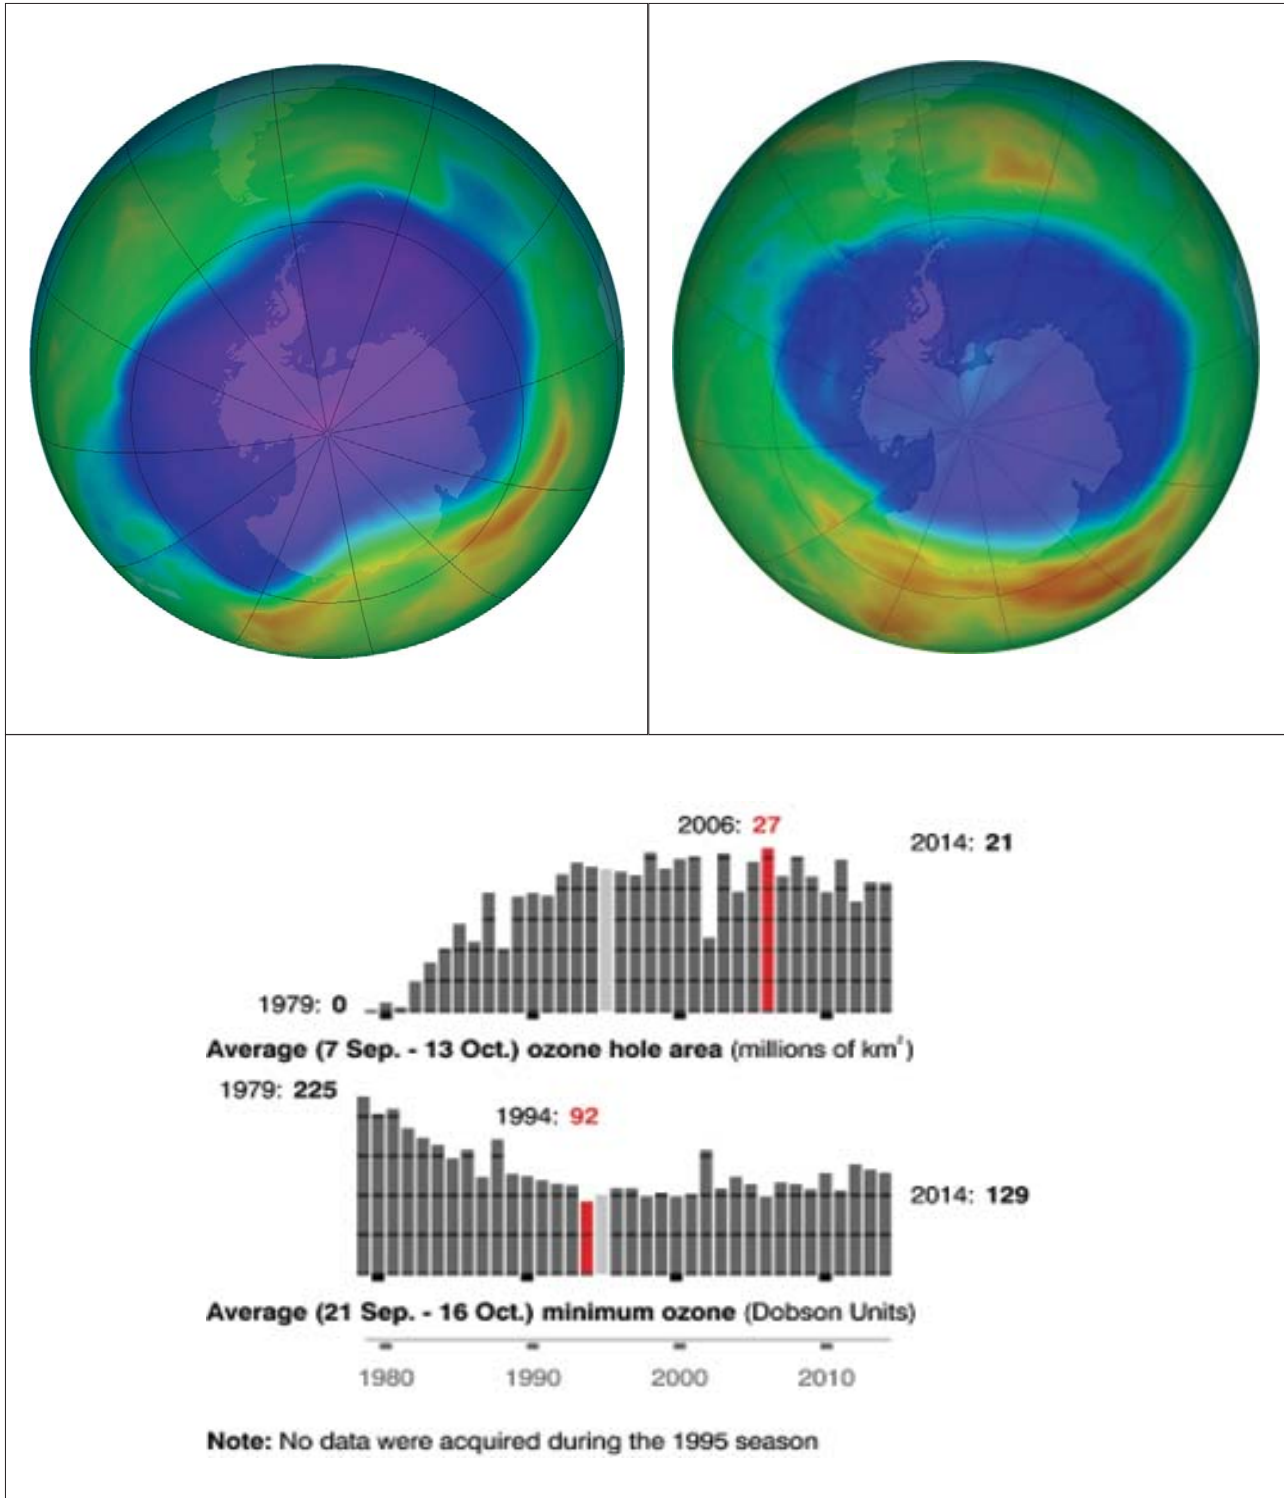 2006: 27
2014: 21
1979: 0
Average (7 Sep. - 13 Oct.) ozone hole area (millions of km²)
1979: 225
1994: 92
2014: 129
Average (21 Sep. - 16 Oct.) minimum ozone (Dobson Units)
1980 1990 2000 2010
Note: No data were acquired during the 1995 season